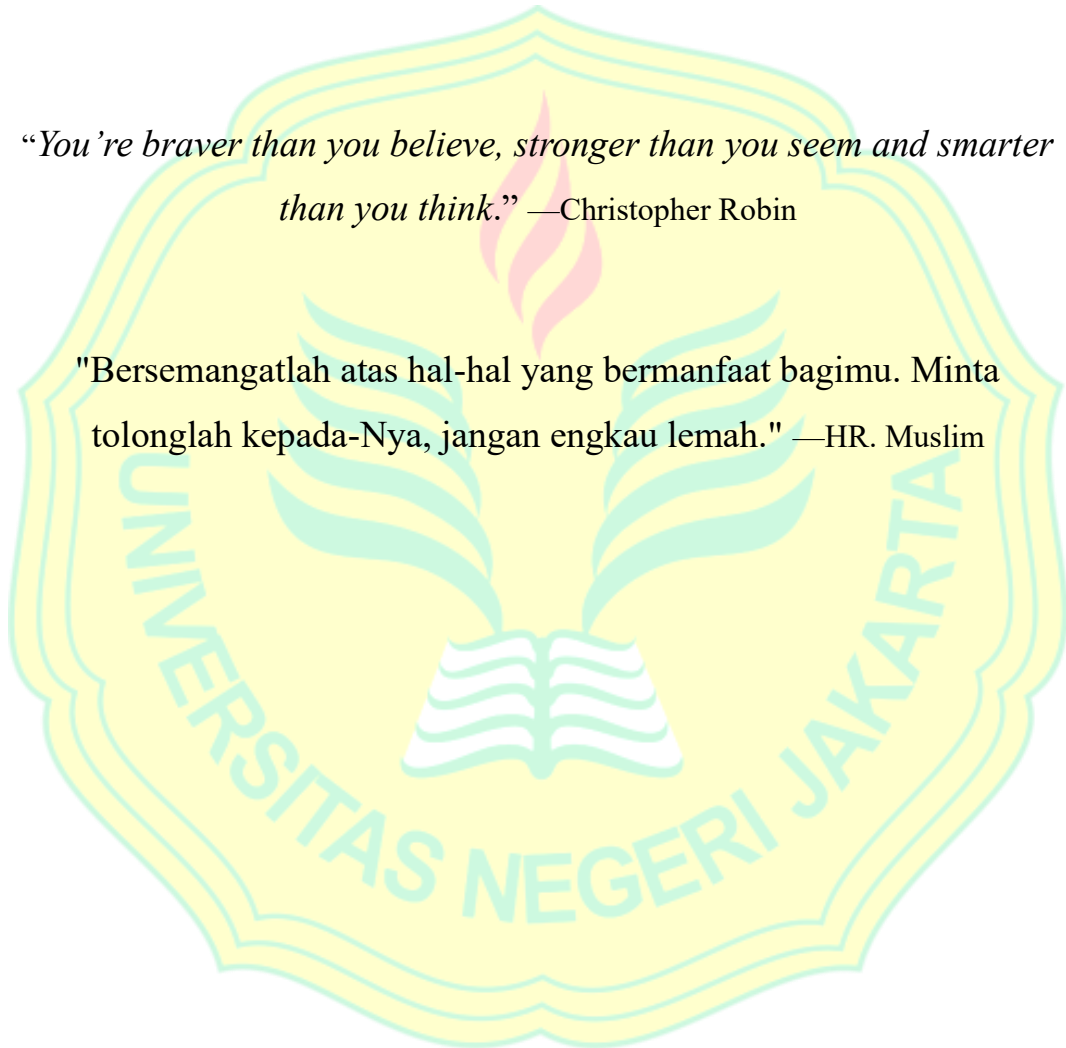 “You’re braver than you believe, stronger than you seem and smarter
than you think.” —Christopher Robin
"Bersemangatlah atas hal-hal yang bermanfaat bagimu. Minta
tolonglah kepada-Nya, jangan engkau lemah." —HR. Muslim
UNIVERSITAS NEGERI JAKARTA